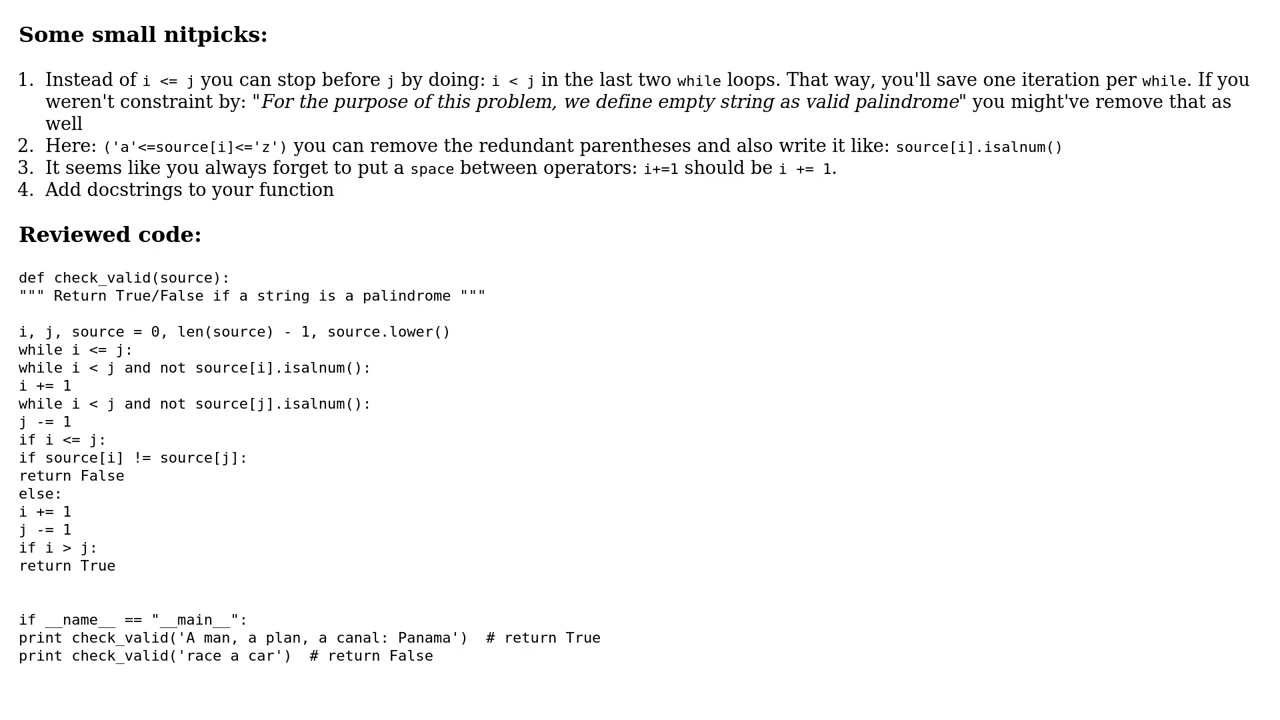 Some small nitpicks:
1. Instead of i <= j you can stop before j by doing: i < j in the last two while loops. That way, you'll save one iteration per while. If you
weren't constraint by: "For the purpose of this problem, we define empty string as valid palindrome" you might've remove that as
well
2. Here: ('a'<=source[i]<='z') you can remove the redundant parentheses and also write it like: source[i].isalnum()
3. It seems like you always forget to put a space between operators: i+=1 should be i += 1.
4. Add docstrings to your function
Reviewed code:
def check_valid(source):
""" Return True/False if a string is a palindrome """
i, j, source = 0, len(source) - 1, source.lower()
while i <= j:
while i < j and not source[i].isalnum():
i += 1
while i < j and not source[j].isalnum():
j -= 1
if i <= j:
if source[i] != source[j]:
return False
else:
i += 1
j -= 1
if i > j:
return True
if __name__ == "__main__":
print check_valid('A man, a plan, a canal: Panama')  # return True
print check_valid('race a car')  # return False